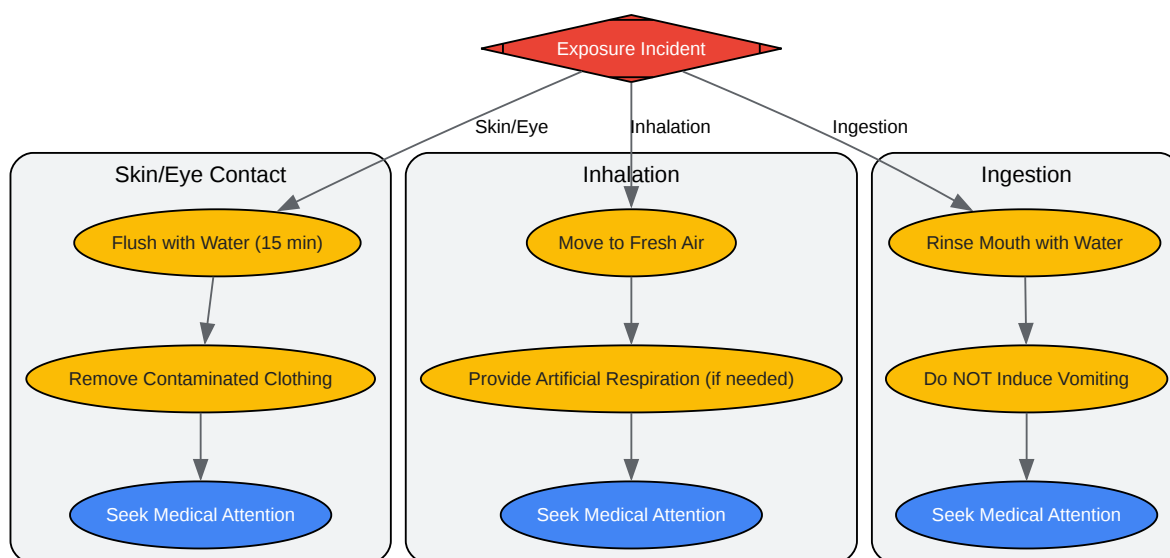 Exposure Incident
Skin/Eye
Inhalation
Ingestion
Skin/Eye Contact
Inhalation
Ingestion
Flush with Water (15 min)
Move to Fresh Air
Rinse Mouth with Water
Remove Contaminated Clothing
Provide Artificial Respiration (if needed)
Do NOT Induce Vomiting
Seek Medical Attention
Seek Medical Attention
Seek Medical Attention